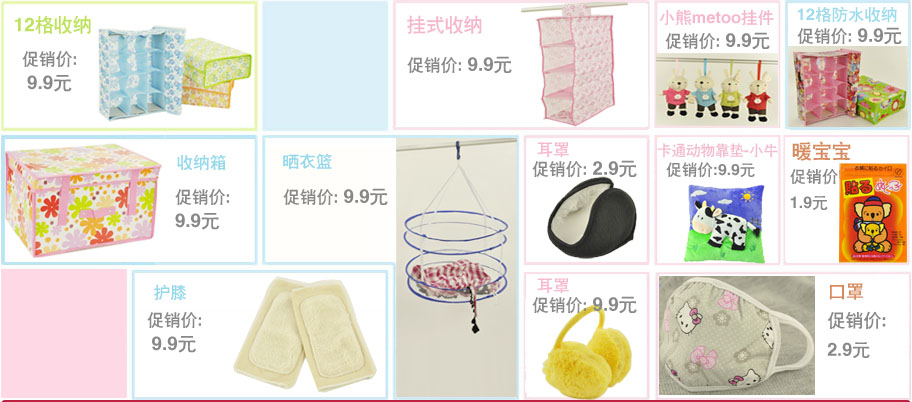 12格收纳
促销价:
9.9元
挂式收纳
促销价: 9.9元
小熊metoo挂件
促销价: 9.9元
12格防水收纳
促销价: 9.9元
收纳箱
促销价:
9.9元
晒衣篮
促销价: 9.9元
耳罩
促销价: 2.9元
卡通动物靠垫-小牛
促销价:9.9元
暖宝宝
促销价:
1.9元
貼る
护膝
促销价:
9.9元
耳罩
促销价: 9.9元
口罩
促销价:
2.9元